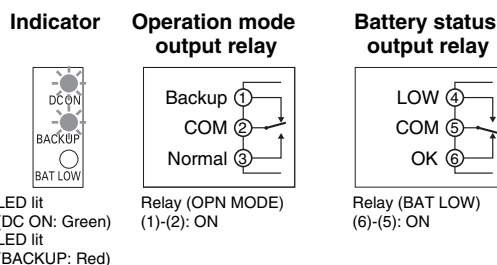 Indicator
Operation mode
output relay
Battery status
output relay
DC ON
BACKUP
BAT LOW
Backup 1
COM 2
Normal 3
LOW 4
COM 5
OK 6
LED lit
(DC ON: Green)
LED lit
(BACKUP: Red)
Relay (OPN MODE)
(1)-(2): ON
Relay (BAT LOW)
(6)-(5): ON